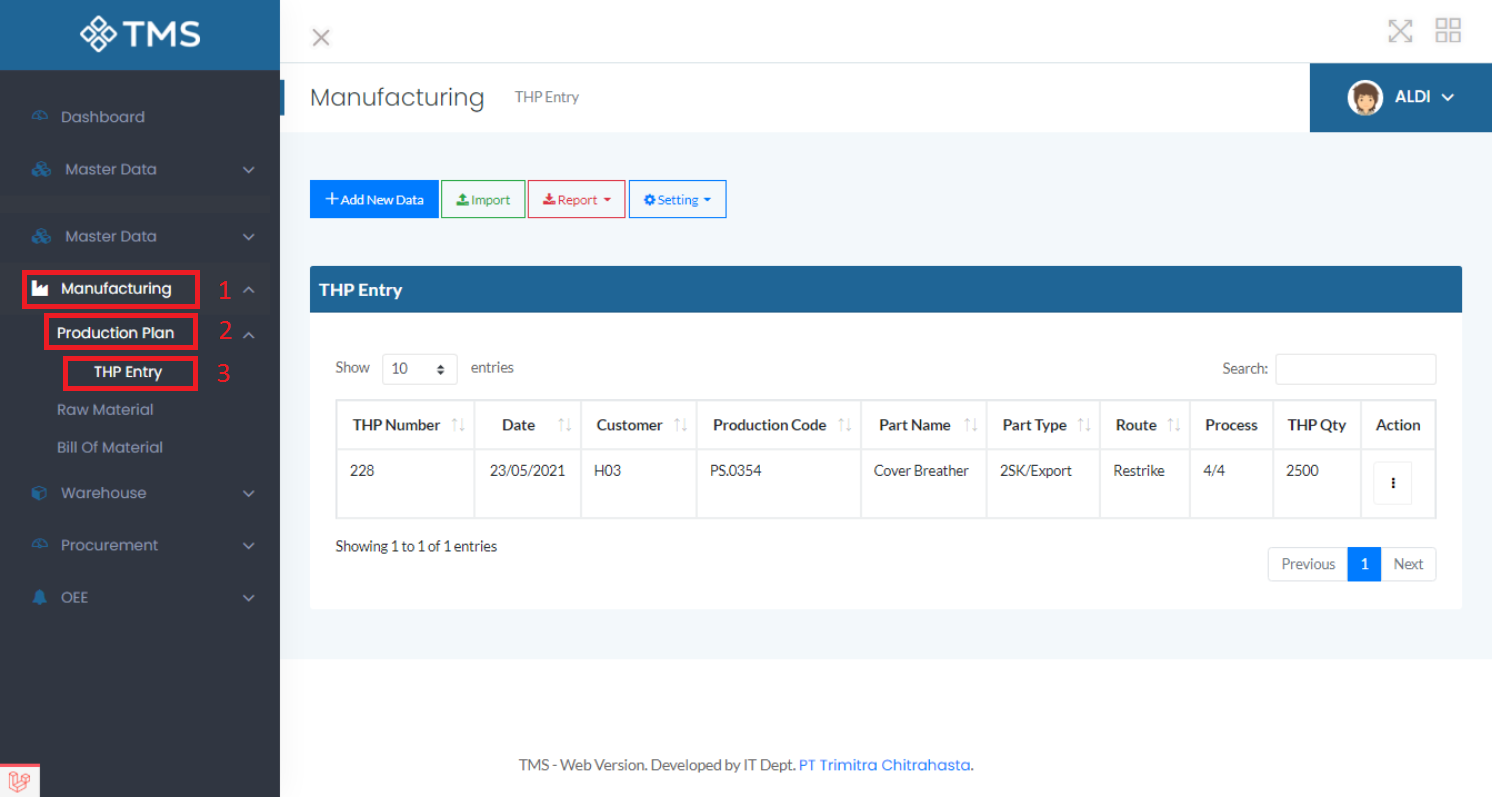 TMS
Dashboard
Master Data
Master Data
Manufacturing 1
Production Plan 2
THP Entry 3
Raw Material
Bill Of Material
Warehouse
Procurement
OEE
Manufacturing THP Entry
ALDI
Add New Data Import Report Setting
THP Entry
Show 10 entries Search:
THP Number Date Customer Production Code Part Name Part Type Route Process THP Qty Action
228 23/05/2021 H03 PS.0354 Cover Breather 2SK/Export Restrike 4/4 2500
Showing 1 to 1 of 1 entries
Previous 1 Next
TMS - Web Version. Developed by IT Dept. PT Trimitra Chitrahasta.